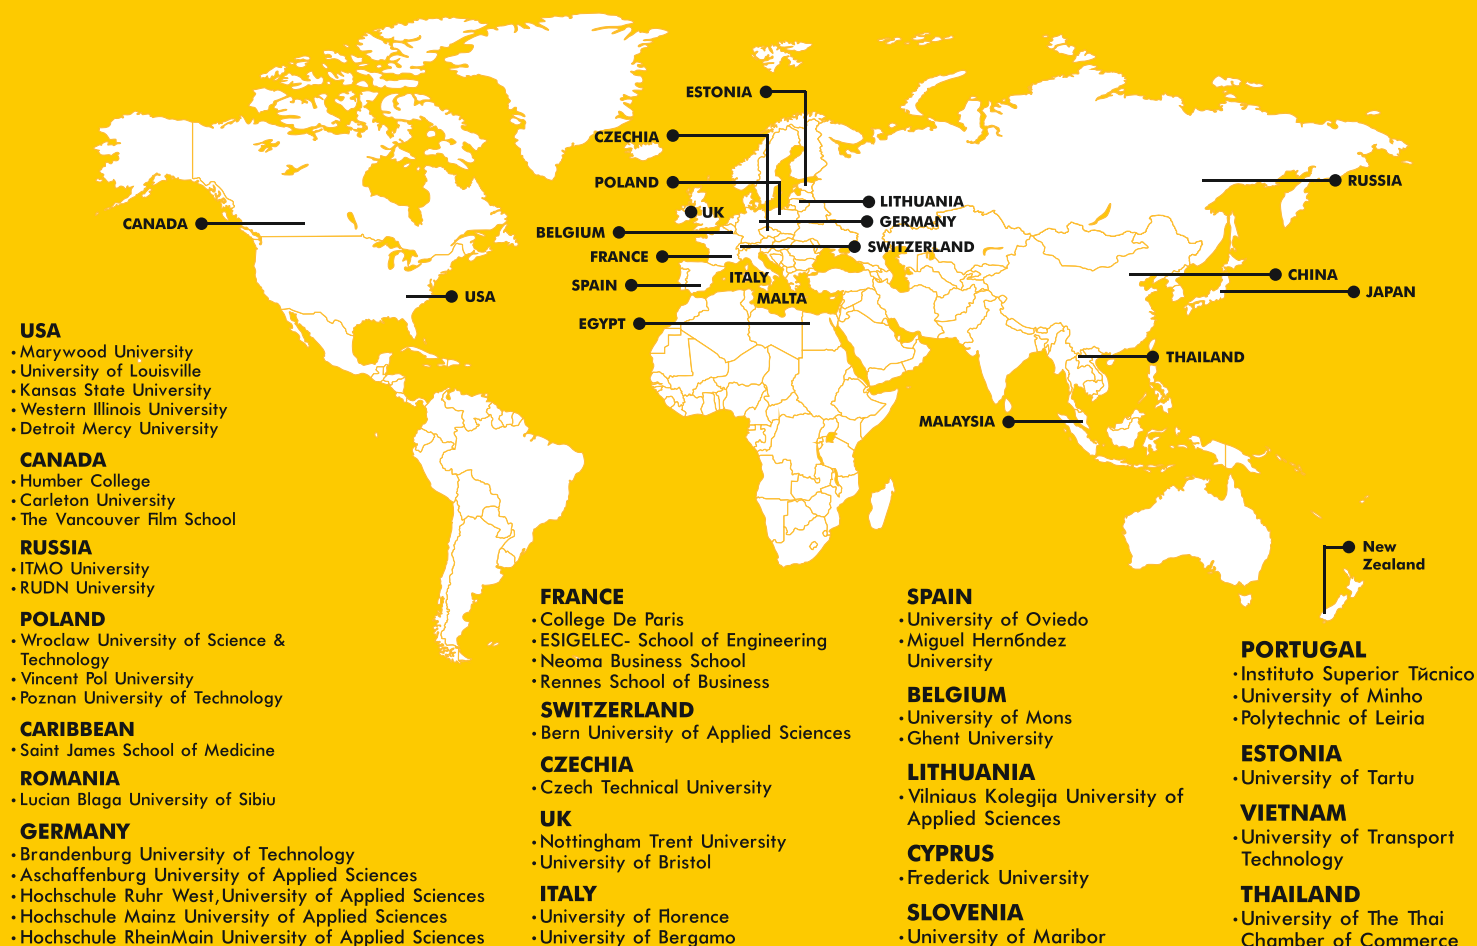 ESTONIA
CZECHIA
POLAND
UK
LITHUANIA
GERMANY
BELGIUM
SWITZERLAND
FRANCE
ITALY
SPAIN
MALTA
EGYPT
CANADA
USA
RUSSIA
CHINA
JAPAN
THAILAND
MALAYSIA
New
Zealand
USA
• Marywood University
• University of Louisville
• Kansas State University
• Western Illinois University
• Detroit Mercy University
CANADA
• Humber College
• Carleton University
• The Vancouver Film School
RUSSIA
• ITMO University
• RUDN University
POLAND
• Wroclaw University of Science &
Technology
• Vincent Pol University
• Poznan University of Technology
CARIBBEAN
• Saint James School of Medicine
ROMANIA
• Lucian Blaga University of Sibiu
GERMANY
• Brandenburg University of Technology
• Aschaffenburg University of Applied Sciences
• Hochschule Ruhr West,University of Applied Sciences
• Hochschule Mainz University of Applied Sciences
• Hochschule RheinMain University of Applied Sciences
FRANCE
• College De Paris
• ESIGELEC- School of Engineering
• Neoma Business School
• Rennes School of Business
SWITZERLAND
• Bern University of Applied Sciences
CZECHIA
• Czech Technical University
UK
• Nottingham Trent University
• University of Bristol
ITALY
• University of Florence
• University of Bergamo
SPAIN
• University of Oviedo
• Miguel Hernбndez
University
BELGIUM
• University of Mons
• Ghent University
LITHUANIA
• Vilniaus Kolegija University of
Applied Sciences
CYPRUS
• Frederick University
SLOVENIA
• University of Maribor
PORTUGAL
• Instituto Superior Tйcnico
• University of Minho
• Polytechnic of Leiria
ESTONIA
• University of Tartu
VIETNAM
• University of Transport
Technology
THAILAND
• University of The Thai
Chamber of Commerce